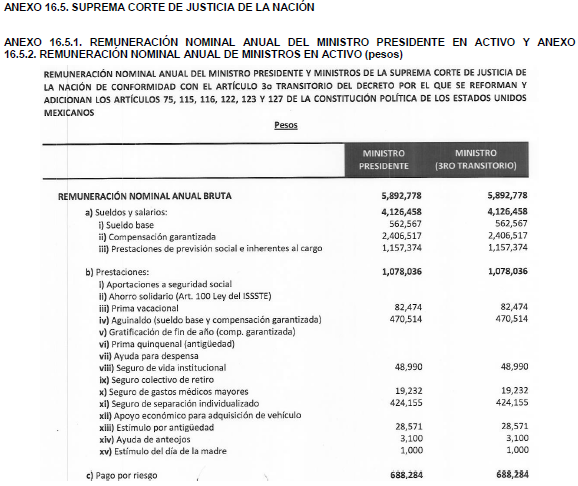 ANEXO 16.5. SUPREMA CORTE DE JUSTICIA DE LA NACIÓN
ANEXO 16.5.1. REMUNERACIÓN NOMINAL ANUAL DEL MINISTRO PRESIDENTE EN ACTIVO Y ANEXO
16.5.2. REMUNERACIÓN NOMINAL ANUAL DE MINISTROS EN ACTIVO (pesos)
REMUNERACIÓN NOMINAL ANUAL DEL MINISTRO PRESIDENTE Y MINISTROS DE LA SUPREMA CORTE DE JUSTICIA DE
LA NACIÓN DE CONFORMIDAD CON EL ARTÍCULO 3o TRANSITORIO DEL DECRETO POR EL QUE SE REFORMAN Y
ADICIONAN LOS ARTÍCULOS 75, 115, 116, 122, 123 Y 127 DE LA CONSTITUCIÓN POLÍTICA DE LOS ESTADOS UNIDOS
MEXICANOS
Pesos
MINISTRO PRESIDENTE MINISTRO (3RO TRANSITORIO)
REMUNERACIÓN NOMINAL ANUAL BRUTA 5,892,778 5,892,778
a) Sueldos y salarios: 4,126,458 4,126,458
i) Sueldo base 562,567 562,567
ii) Compensación garantizada 2,406,517 2,406,517
iii) Prestaciones de previsión social e inherentes al cargo 1,157,374 1,157,374
b) Prestaciones: 1,078,036 1,078,036
i) Aportaciones a seguridad social
ii) Ahorro solidario (Art. 100 Ley del ISSSTE)
iii) Prima vacacional 82,474 82,474
iv) Aguinaldo (sueldo base y compensación garantizada) 470,514 470,514
v) Gratificación de fin de año (comp. garantizada)
vi) Prima quinquenal (antigüedad)
vii) Ayuda para despensa
viii) Seguro de vida institucional 48,990 48,990
ix) Seguro colectivo de retiro
x) Seguro de gastos médicos mayores 19,232 19,232
xi) Seguro de separación individualizado 424,155 424,155
xii) Apoyo económico para adquisición de vehículo
xiii) Estímulo por antigüedad 28,571 28,571
xiv) Ayuda de anteojos 3,100 3,100
xv) Estímulo del día de la madre 1,000 1,000
c) Pago por riesgo 688,284 688,284